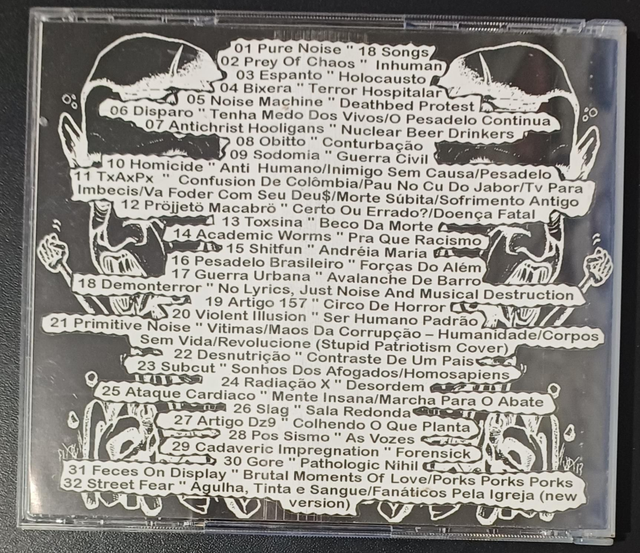 01 Pure Noise " 18 Songs
02 Prey Of Chaos " Inhuman
03 Espanto " Holocausto
04 Bixera " Terror Hospitalar
05 Noise Machine " Deathbed Protest
06 Disparo " Tenha Medo Dos Vivos/O Pesadelo Continua
07 Antichrist Hooligans " Nuclear Beer Drinkers
08 Obitto " Conturbação
09 Sodomia " Guerra Civil
10 Homicide " Anti Humano/Inimigo Sem Causa/Pesadelo
11 TxAxPx " Confusion De Colômbia/Pau No Cu Do Jabor/Tv Para
Imbecis/Va Foder Com Seu Deu$/Morte Súbita/Sofrimento Antigo
12 Pröjjetö Macabrö " Certo Ou Errado?/Doença Fatal
13 Toxsina " Beco Da Morte
14 Academic Worms " Pra Que Racismo
15 Shitfun " Andréia Maria
16 Pesadelo Brasileiro " Forças Do Além
17 Guerra Urbana " Avalanche De Barro
18 Demonterror " No Lyrics, Just Noise And Musical Destruction
19 Artigo 157 " Circo De Horror
20 Violent Illusion " Ser Humano Padrão
21 Primitive Noise " Vitimas/Maos Da Corrupção – Humanidade/Corpos
Sem Vida/Revolucione (Stupid Patriotism Cover)
22 Desnutrição " Contraste De Um Pais
23 Subcut " Sonhos Dos Afogados/Homosapiens
24 Radiação X " Desordem
25 Ataque Cardiaco " Mente Insana/Marcha Para O Abate
26 Slag " Sala Redonda
27 Artigo Dz9 " Colhendo O Que Planta
28 Pos Sismo " As Vozes
29 Cadaveric Impregnation " Forensick
30 Gore " Pathologic Nihil
31 Feces On Display " Brutal Moments Of Love/Porks Porks Porks
32 Street Fear " Agulha, Tinta e Sangue/Fanáticos Pela Igreja (new
version)